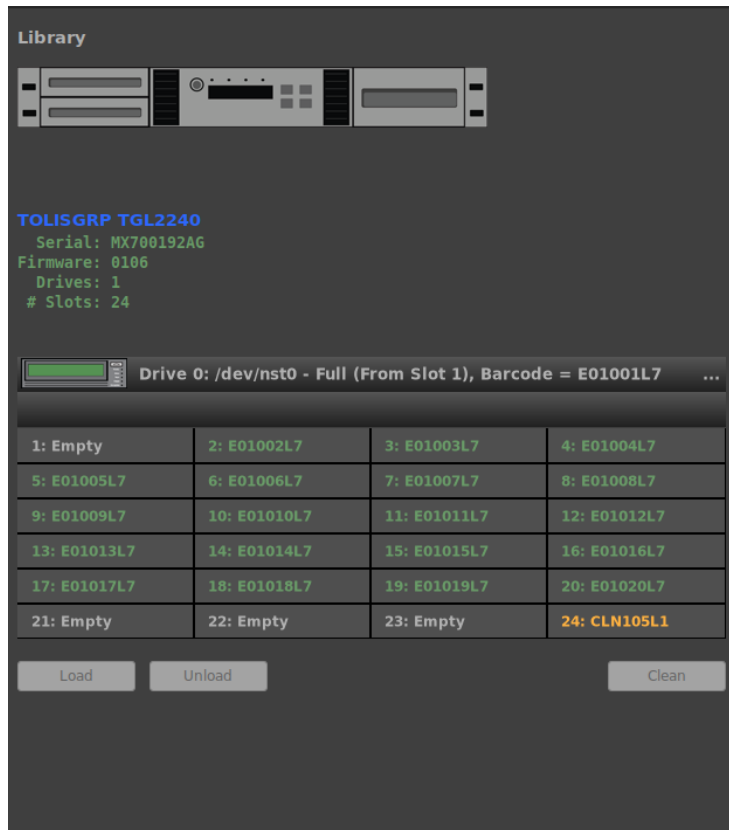 Library
TOLISGRP TGL2240
Serial: MX700192AG
Firmware: 0106
Drives: 1
# Slots: 24
Drive 0: /dev/nst0 - Full (From Slot 1), Barcode = E01001L7 ...
1: Empty 2: E01002L7 3: E01003L7 4: E01004L7
5: E01005L7 6: E01006L7 7: E01007L7 8: E01008L7
9: E01009L7 10: E01010L7 11: E01011L7 12: E01012L7
13: E01013L7 14: E01014L7 15: E01015L7 16: E01016L7
17: E01017L7 18: E01018L7 19: E01019L7 20: E01020L7
21: Empty 22: Empty 23: Empty 24: CLN105L1
Load Unload Clean